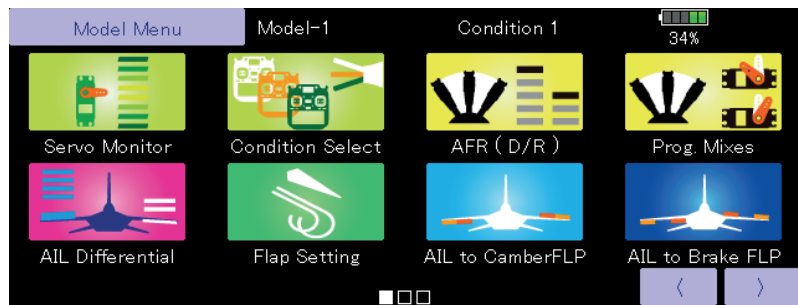 Model Menu Model-1 Condition 1 34%
Servo Monitor Condition Select AFR ( D/R ) Prog. Mixes
AIL Differential Flap Setting AIL to CamberFLP AIL to Brake FLP
〈 〉